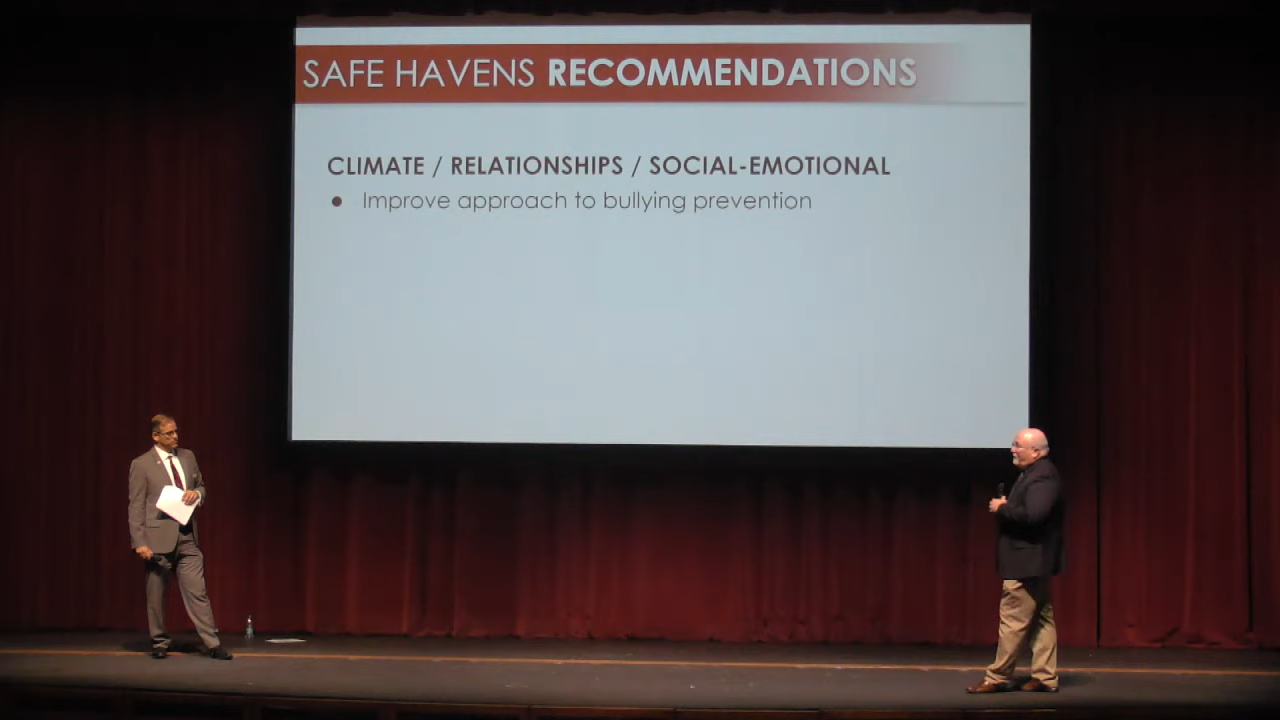 SAFE HAVENS RECOMMENDATIONS
CLIMATE / RELATIONSHIPS / SOCIAL-EMOTIONAL
● Improve approach to bullying prevention